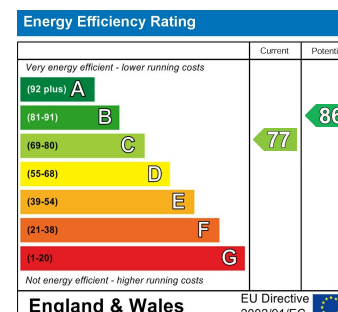 Energy Efficiency Rating
Current
Very energy efficient - lower running costs
(92 plus) A
(81-91) B
86
(69-80) C
77
(55-68) D
(39-54) E
(21-38) F
(1-20) G
Not energy efficient - higher running costs
England & Wales
EU Directive